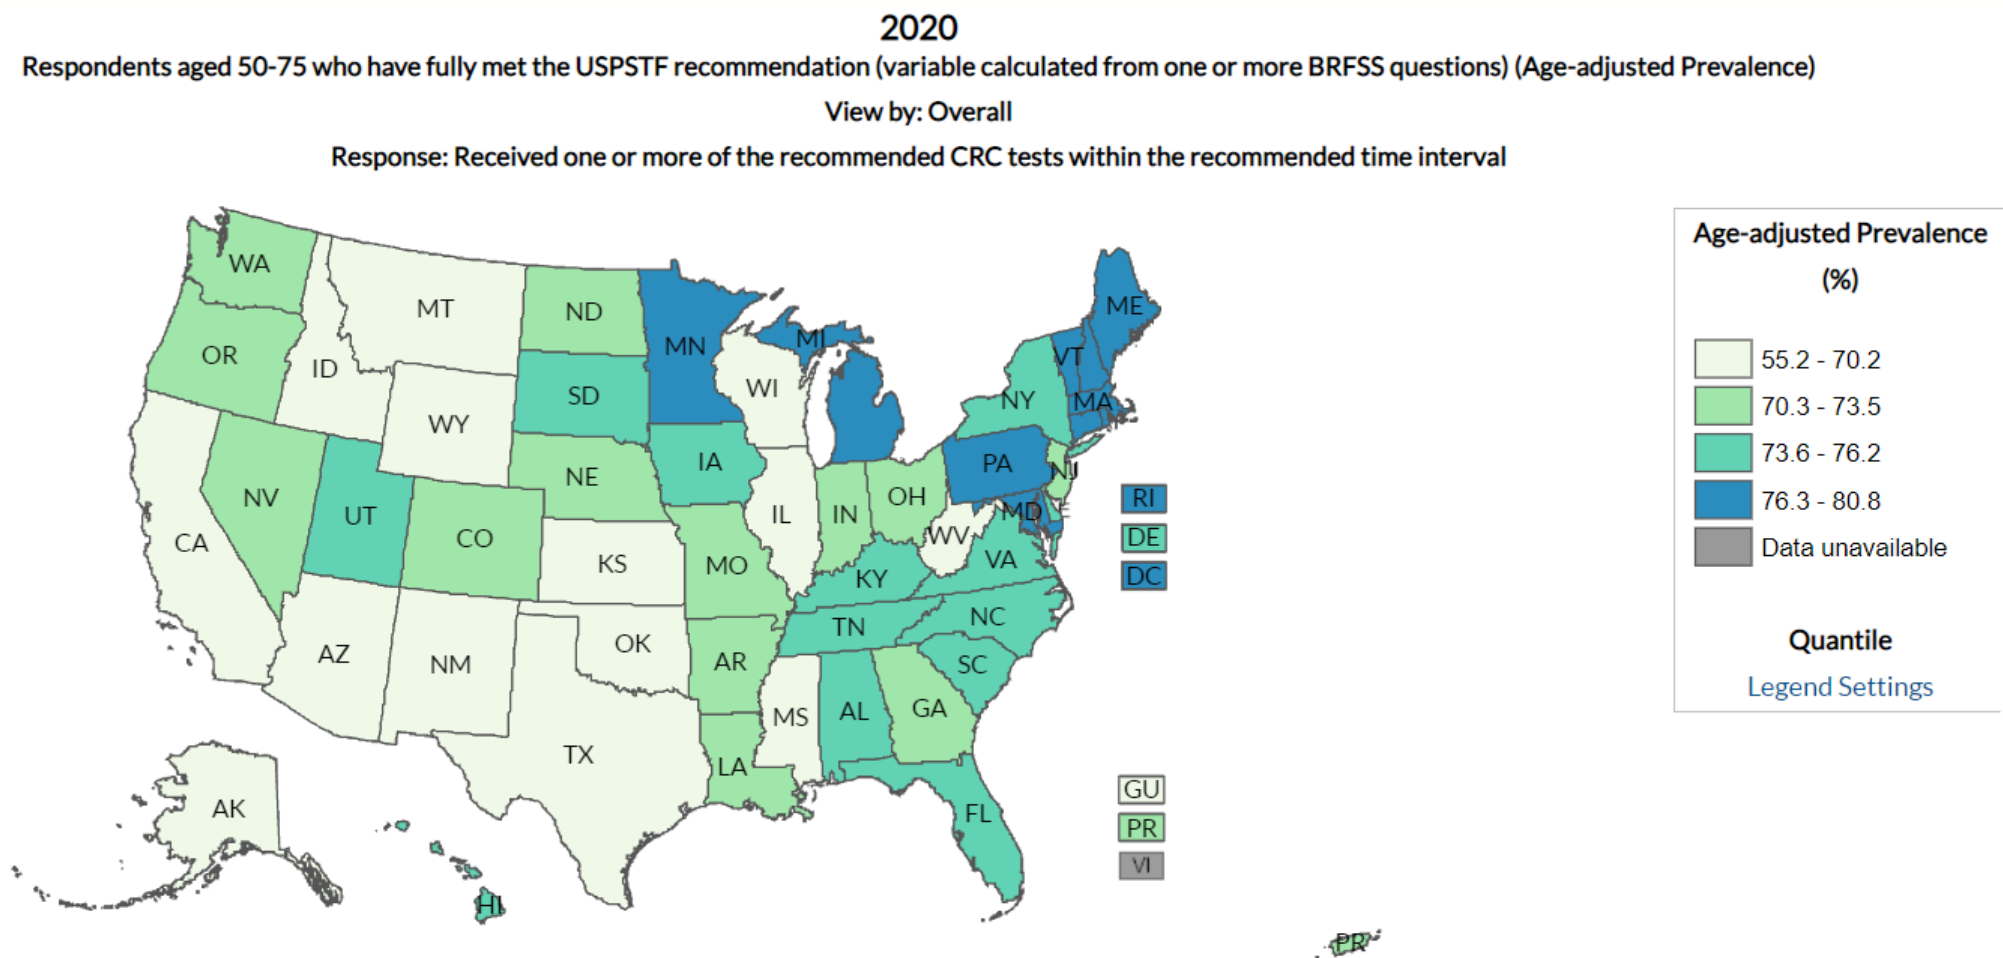 2020
Respondents aged 50-75 who have fully met the USPSTF recommendation (variable calculated from one or more BRFSS questions) (Age-adjusted Prevalence)
View by: Overall
Response: Received one or more of the recommended CRC tests within the recommended time interval
WA
MT
ND
MN
MI
ME
OR
ID
SD
WI
VT
WY
NY
MA
NV
UT
NE
IA
PA
NJ
CA
CO
KS
MO
IL
IN
OH
WV
MD
VA
KY
AZ
NM
OK
AR
TN
NC
SC
TX
LA
MS
AL
GA
FL
AK
HI
RI
DE
DC
GU
PR
VI
PR
Age-adjusted Prevalence
(%)
55.2 - 70.2
70.3 - 73.5
73.6 - 76.2
76.3 - 80.8
Data unavailable
Quantile
Legend Settings